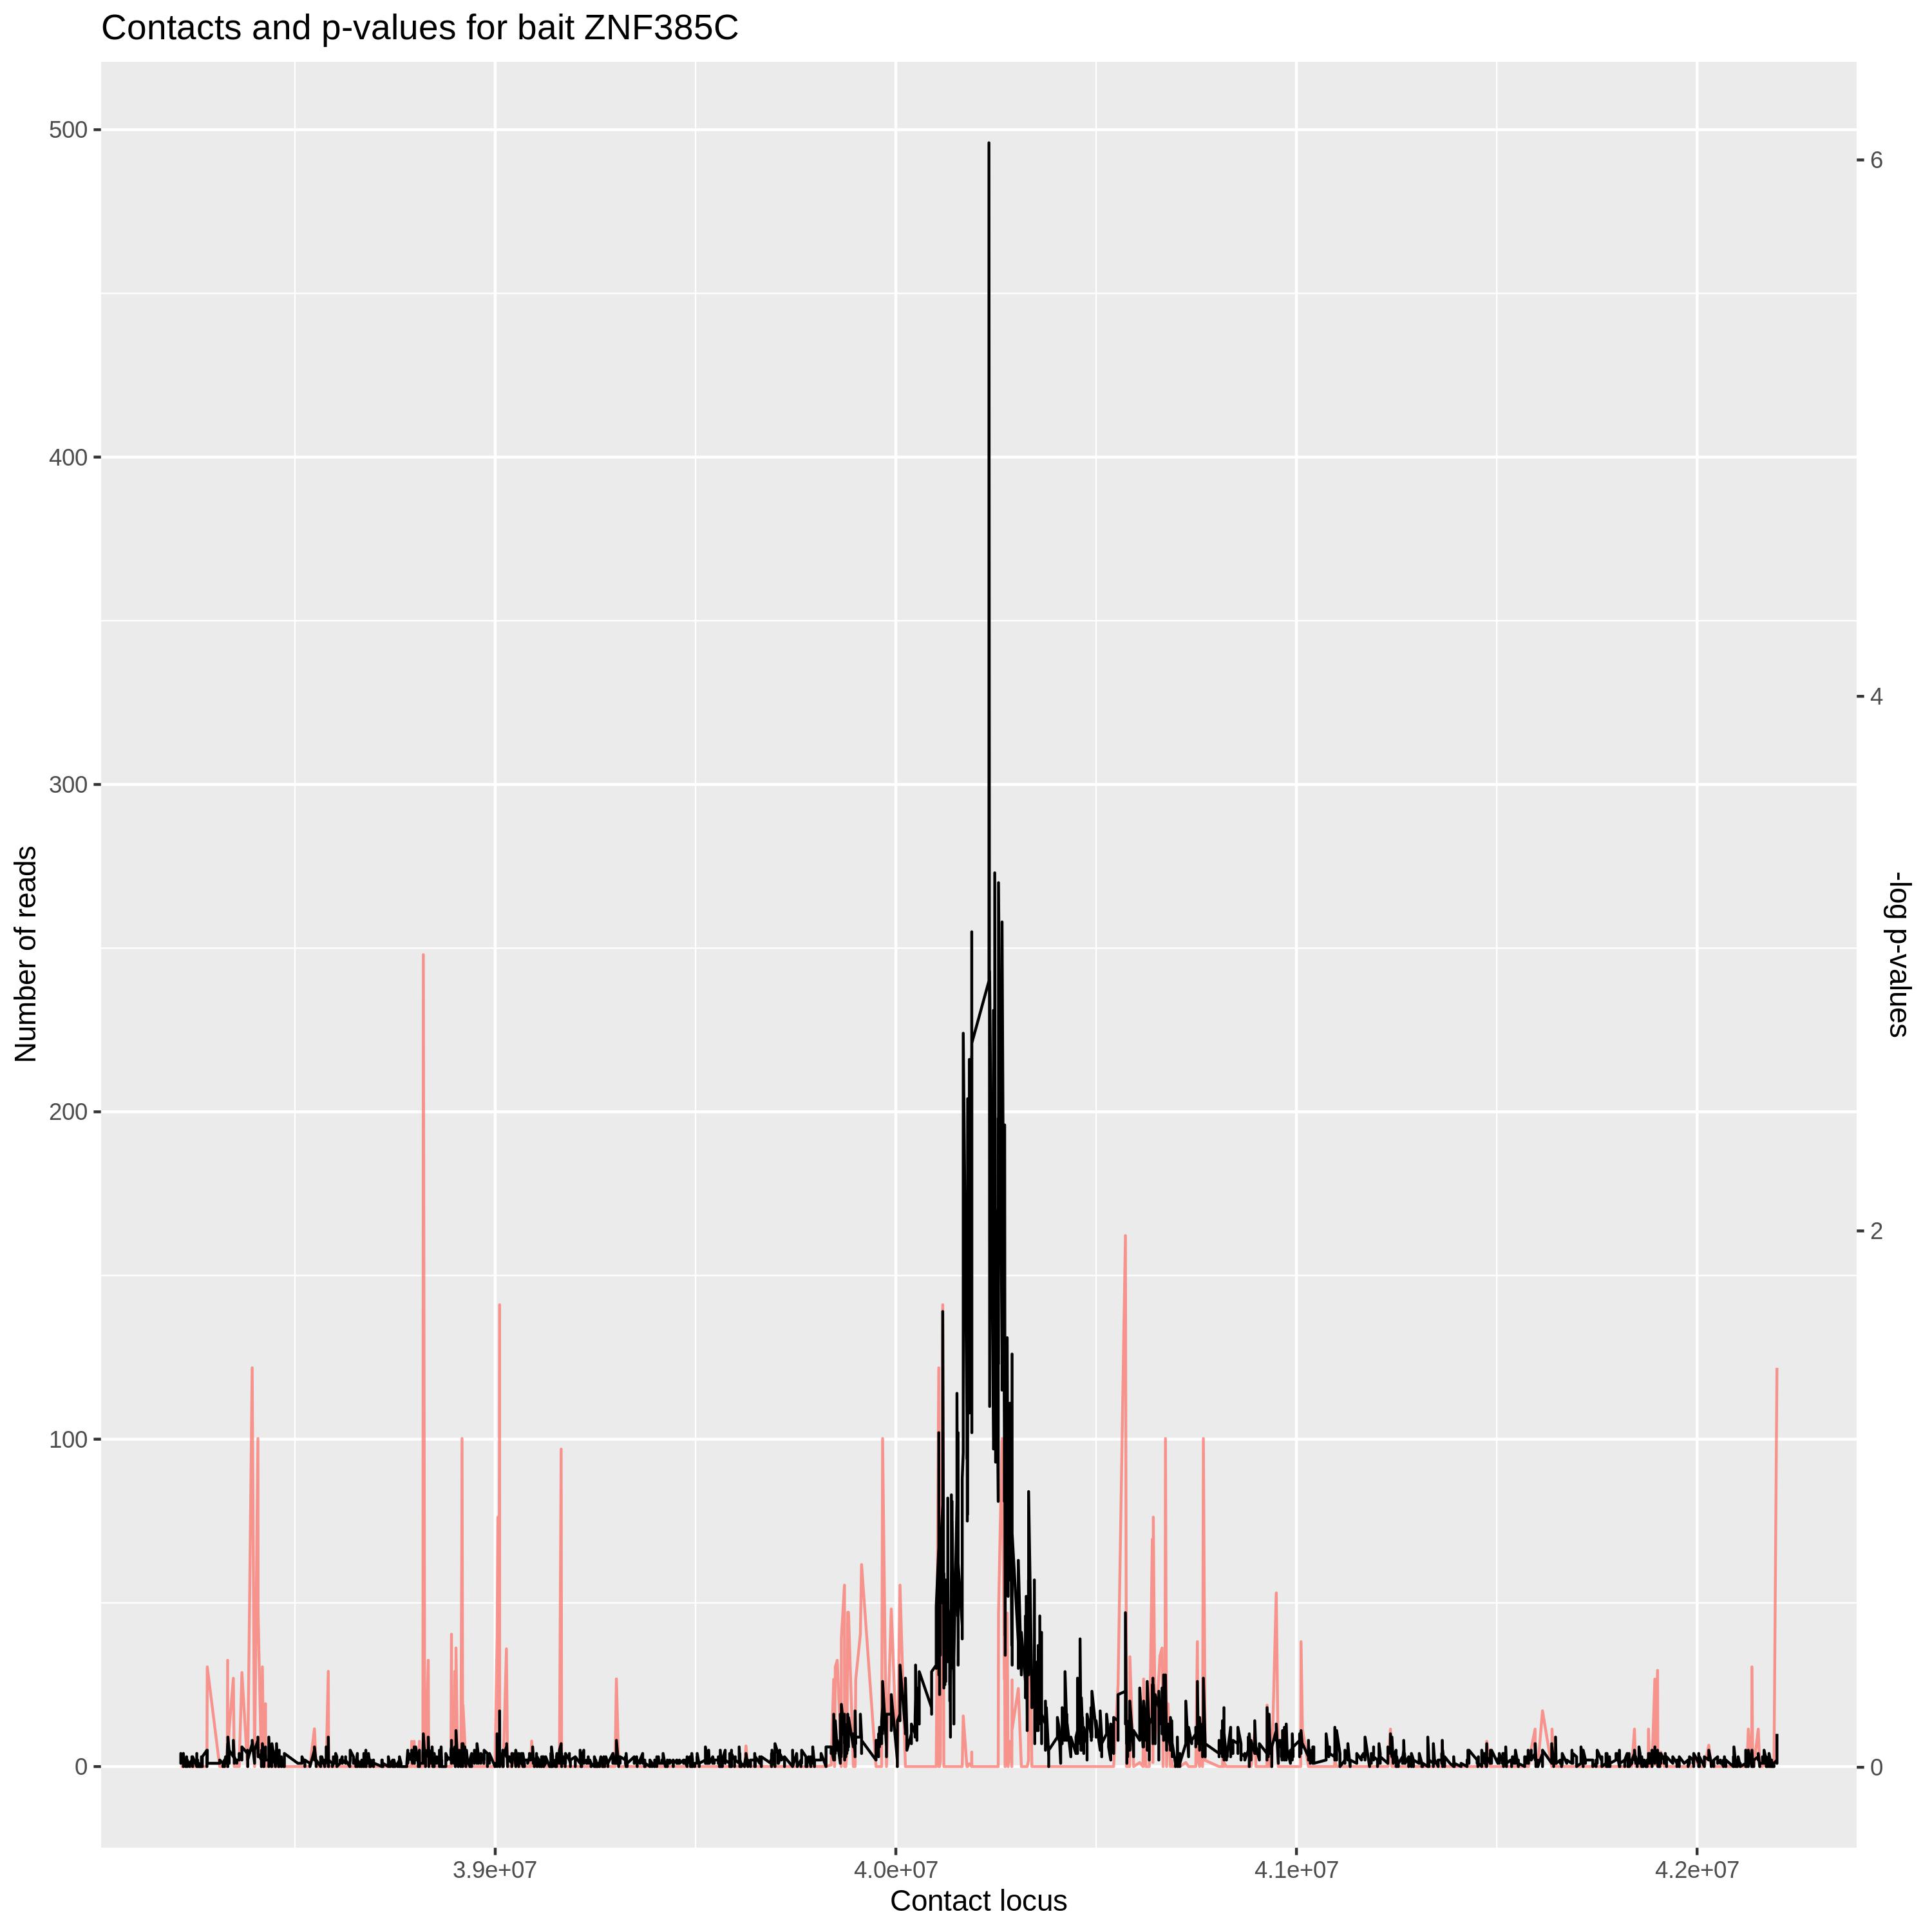 Contacts and p-values for bait ZNF385C
500
400
300
200
100
0
Number of reads
6
4
2
0
-log p-values
3.9e+07
4.0e+07
4.1e+07
4.2e+07
Contact locus